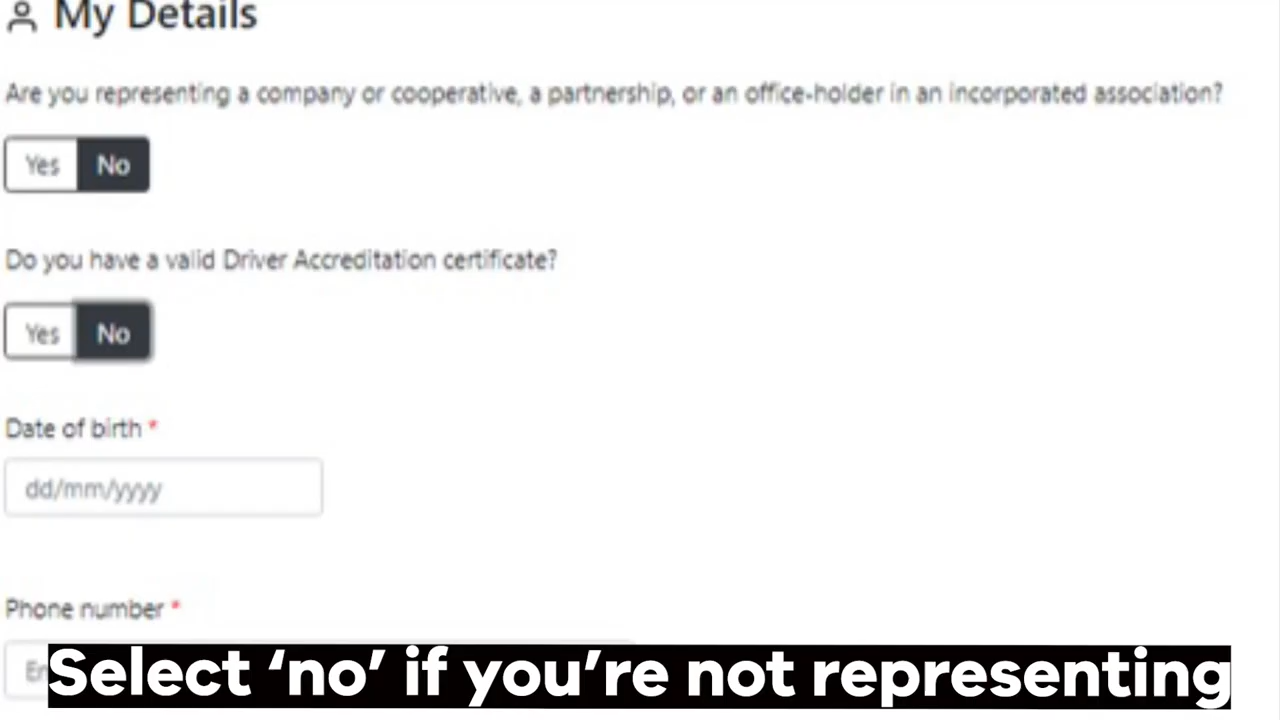 My Details
Are you representing a company or cooperative, a partnership, or an office-holder in an incorporated association?
Yes No
Do you have a valid Driver Accreditation certificate?
Yes No
Date of birth *
dd/mm/yyyy
Phone number *
Select ‘no’ if you’re not representing